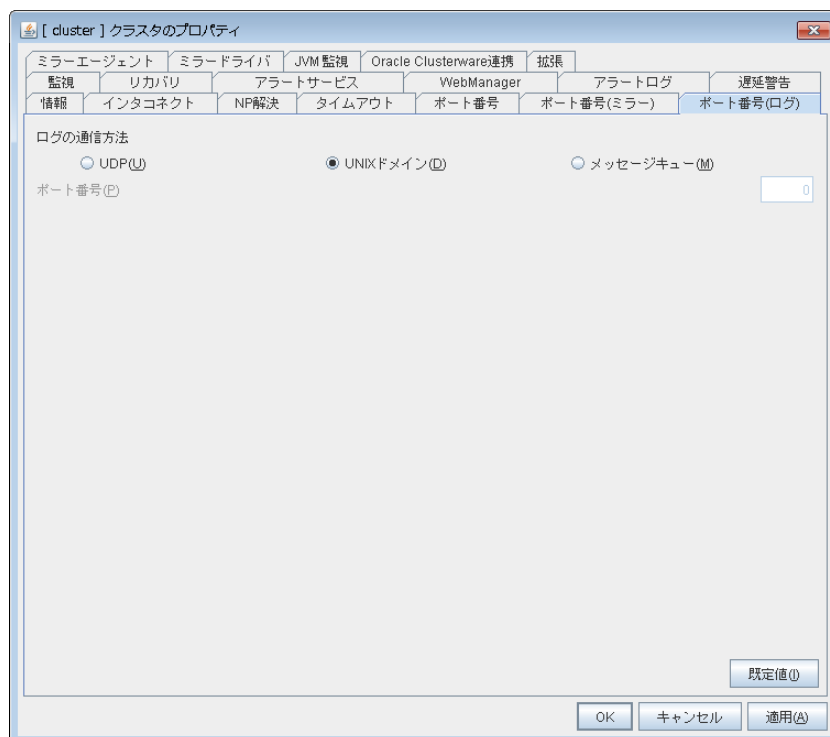 [ cluster ] クラスタのプロパティ
ミラーエージェント ミラードライバ JVM監視 Oracle Clusterware連携 拡張
監視 リカバリ アラートサービス WebManager アラートログ 遅延警告
情報 インタコネクト NP解決 タイムアウト ポート番号 ポート番号(ミラー) ポート番号(ログ)
ログの通信方法
UDP(U) UNIXドメイン(D) メッセージキュー(M)
ポート番号(P) 0
既定値(I)
OK キャンセル 適用(A)